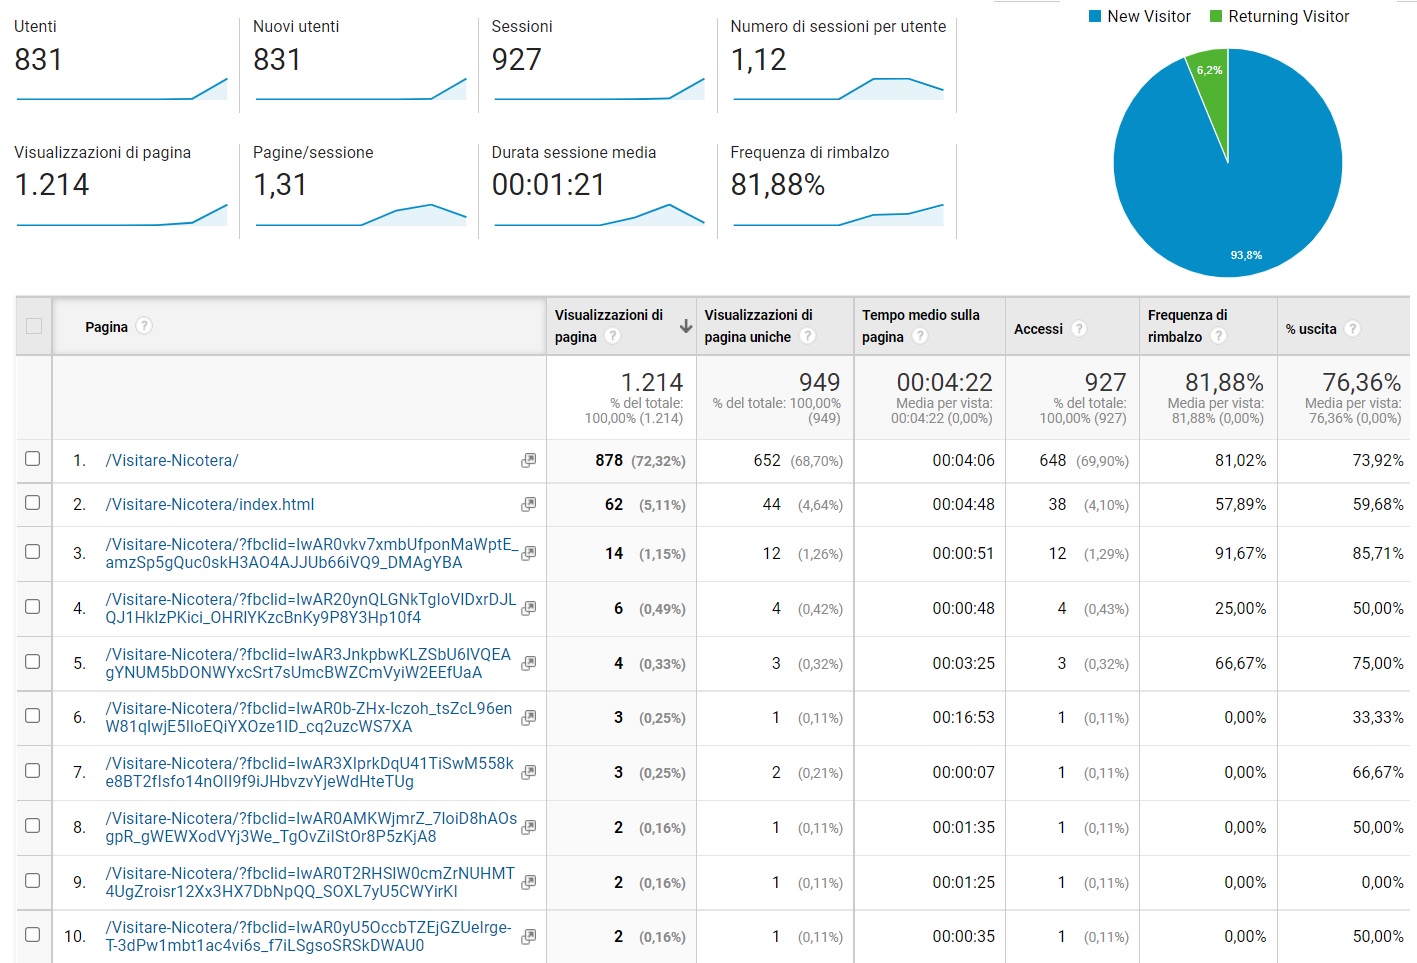 New Visitor Returning Visitor
Utenti Nuovi utenti Sessioni Numero di sessioni per utente
831 831 927 1,12
Visualizzazioni di pagina Pagine/sessione Durata sessione media Frequenza di rimbalzo
1.214 1,31 00:01:21 81,88%
6,2%
93,8%
Pagina ? Visualizzazioni di pagina ? Visualizzazioni di pagina uniche ? Tempo medio sulla pagina ? Accessi ? Frequenza di rimbalzo ? % uscita ?
1.214 949 00:04:22 927 81,88% 76,36%
% del totale: % del totale: 100,00% Media per vista: % del totale: Media per vista: Media per vista:
100,00% (1.214) (949) 00:04:22 (0,00%) 100,00% (927) 81,88% (0,00%) 76,36% (0,00%)
1. /Visitare-Nicotera/ 878 (72,32%) 652 (68,70%) 00:04:06 648 (69,90%) 81,02% 73,92%
2. /Visitare-Nicotera/index.html 62 (5,11%) 44 (4,64%) 00:04:48 38 (4,10%) 57,89% 59,68%
3. /Visitare-Nicotera/?fbclid=IwAR0vkv7xmbUfponMaWptE_
amzSp5gQuc0skH3AO4AJJUb66iVQ9_DMAgYBA 14 (1,15%) 12 (1,26%) 00:00:51 12 (1,29%) 91,67% 85,71%
4. /Visitare-Nicotera/?fbclid=IwAR20ynQLGNkTgIoVIDxrDJL
QJ1HkIzPKici_OHRlYKzcBnKy9P8Y3Hp10f4 6 (0,49%) 4 (0,42%) 00:00:48 4 (0,43%) 25,00% 50,00%
5. /Visitare-Nicotera/?fbclid=IwAR3JnkpbwKLZSbU6lVQEA
gYNUM5bDONWYxcSrt7sUmcBWZCmVyiW2EEfUaA 4 (0,33%) 3 (0,32%) 00:03:25 3 (0,32%) 66,67% 75,00%
6. /Visitare-Nicotera/?fbclid=IwAR0b-ZHx-Iczoh_tsZcL96en
W81qIwjE5lIoEQiYXOze1ID_cq2uzcWS7XA 3 (0,25%) 1 (0,11%) 00:16:53 1 (0,11%) 0,00% 33,33%
7. /Visitare-Nicotera/?fbclid=IwAR3XIprkDqU41TiSwM558k
e8BT2fIsfo14nOlI9f9iJHbvzvYjeWdHteTUg 3 (0,25%) 2 (0,21%) 00:00:07 1 (0,11%) 0,00% 66,67%
8. /Visitare-Nicotera/?fbclid=IwAR0AMKWjmrZ_7loiD8hAOs
gpR_gWEWXodVYj3We_TgOvZiIStOr8P5zKjA8 2 (0,16%) 1 (0,11%) 00:01:35 1 (0,11%) 0,00% 50,00%
9. /Visitare-Nicotera/?fbclid=IwAR0T2RHSlW0cmZrNUHMT
4UgZroisr12Xx3HX7DbNpQQ_SOXL7yU5CWYirKI 2 (0,16%) 1 (0,11%) 00:01:25 1 (0,11%) 0,00% 0,00%
10. /Visitare-Nicotera/?fbclid=IwAR0yU5OccbTZEjGZUeIrge-
T-3dPw1mbt1ac4vi6s_f7iLSgsoSRSkDWAU0 2 (0,16%) 1 (0,11%) 00:00:35 1 (0,11%) 0,00% 50,00%